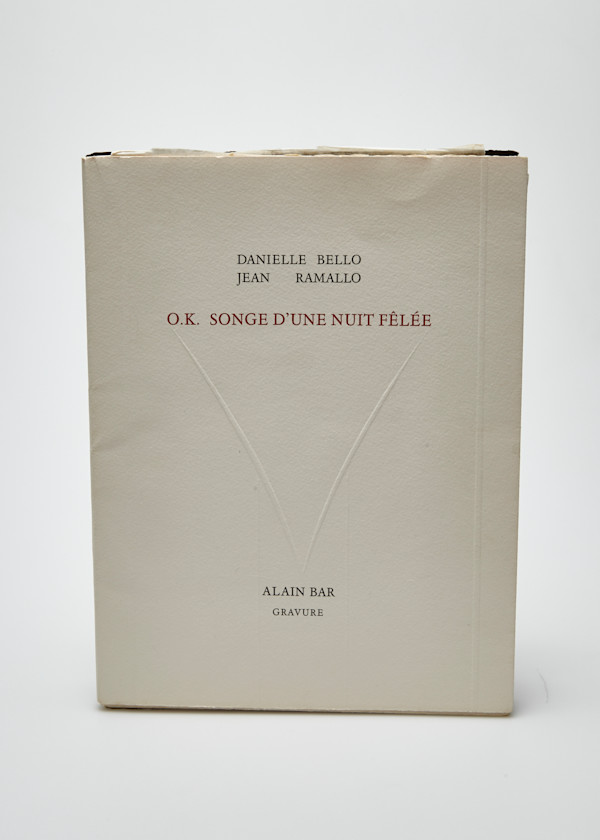 DANIELLE BELLO
JEAN RAMALLO
O.K. SONGE D'UNE NUIT FÊLÉE
ALAIN BAR
GRAVURE